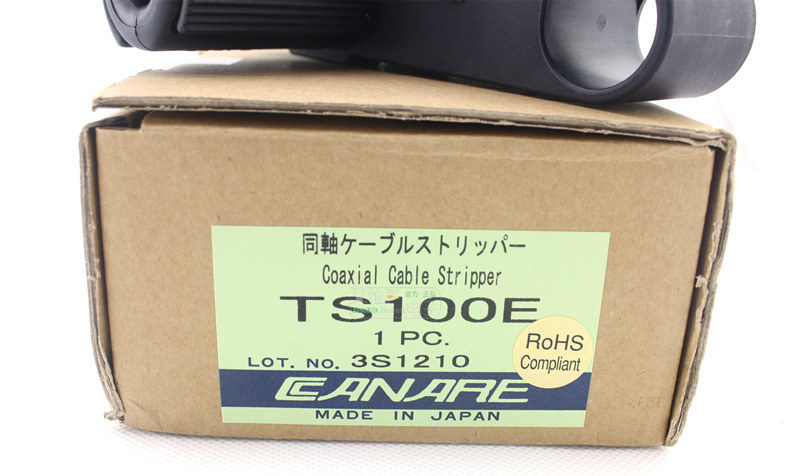 同軸ケーブルストリッパー
Coaxial Cable Stripper
TS100E
1 PC.
LOT. NO. 3S1210
RoHS
Compliant
CANARE
MADE IN JAPAN